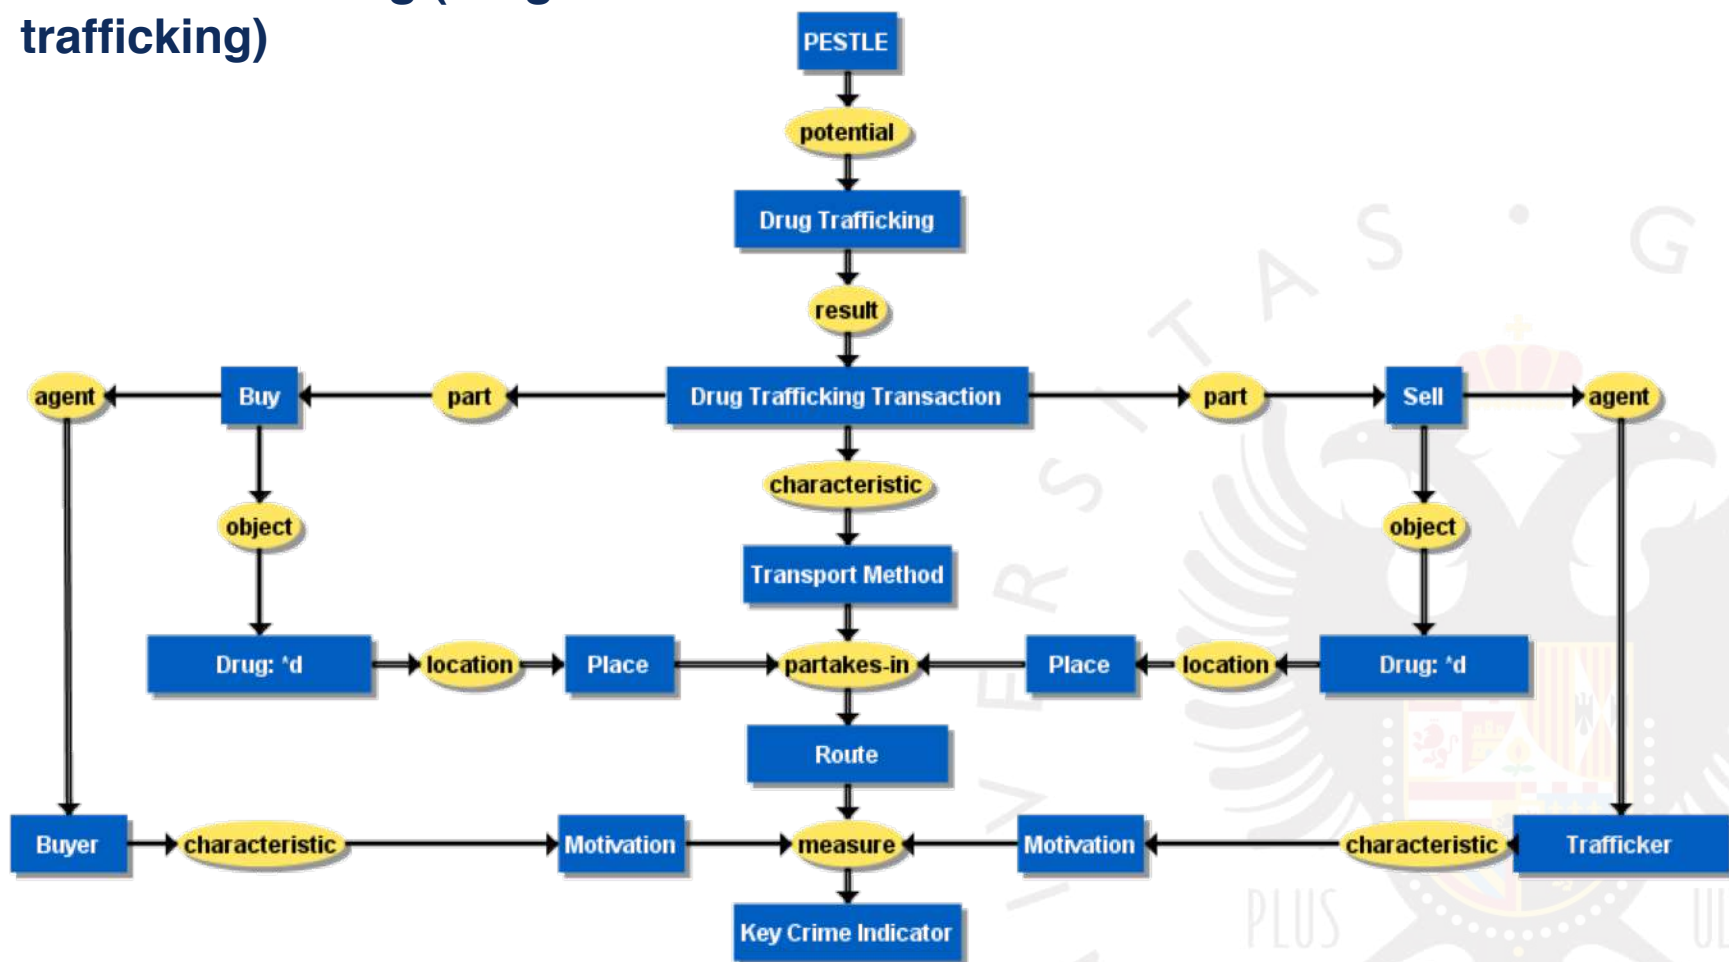 trafficking)
PESTLE
potential
Drug Trafficking
result
agent
Buy
part
Drug Trafficking Transaction
part
Sell
agent
characteristic
object
object
Transport Method
Drug: *d
location
Place
partakes-in
Place
location
Drug: *d
Route
Buyer
characteristic
Motivation
measure
Motivation
characteristic
Trafficker
Key Crime Indicator
PLUS